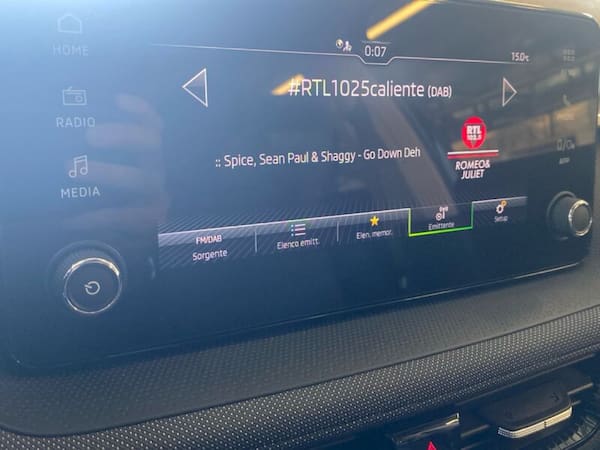 HOME
0:07
15.0°C
RADIO
#RTL1025caliente (DAB)
RTL
102.5
ROMEO&
JULIET
MEDIA
:: Spice, Sean Paul & Shaggy - Go Down Deh
FM/DAB
Sorgente
Elenco emitt.
Elen. memor.
Emittente
Setup